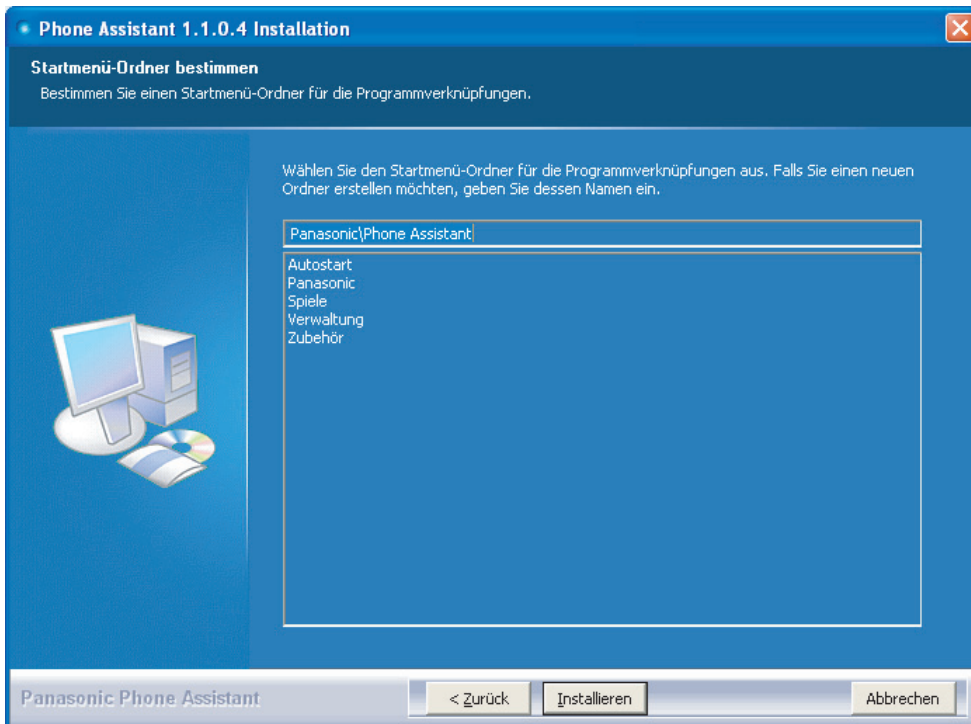 Phone Assistant 1.1.0.4 Installation
Startmenü-Ordner bestimmen
Bestimmen Sie einen Startmenü-Ordner für die Programmverknüpfungen.
Wählen Sie den Startmenü-Ordner für die Programmverknüpfungen aus. Falls Sie einen neuen
Ordner erstellen möchten, geben Sie dessen Namen ein.
Panasonic\Phone Assistant
Autostart
Panasonic
Spiele
Verwaltung
Zubehör
Panasonic Phone Assistant
< Zurück
Installieren
Abbrechen